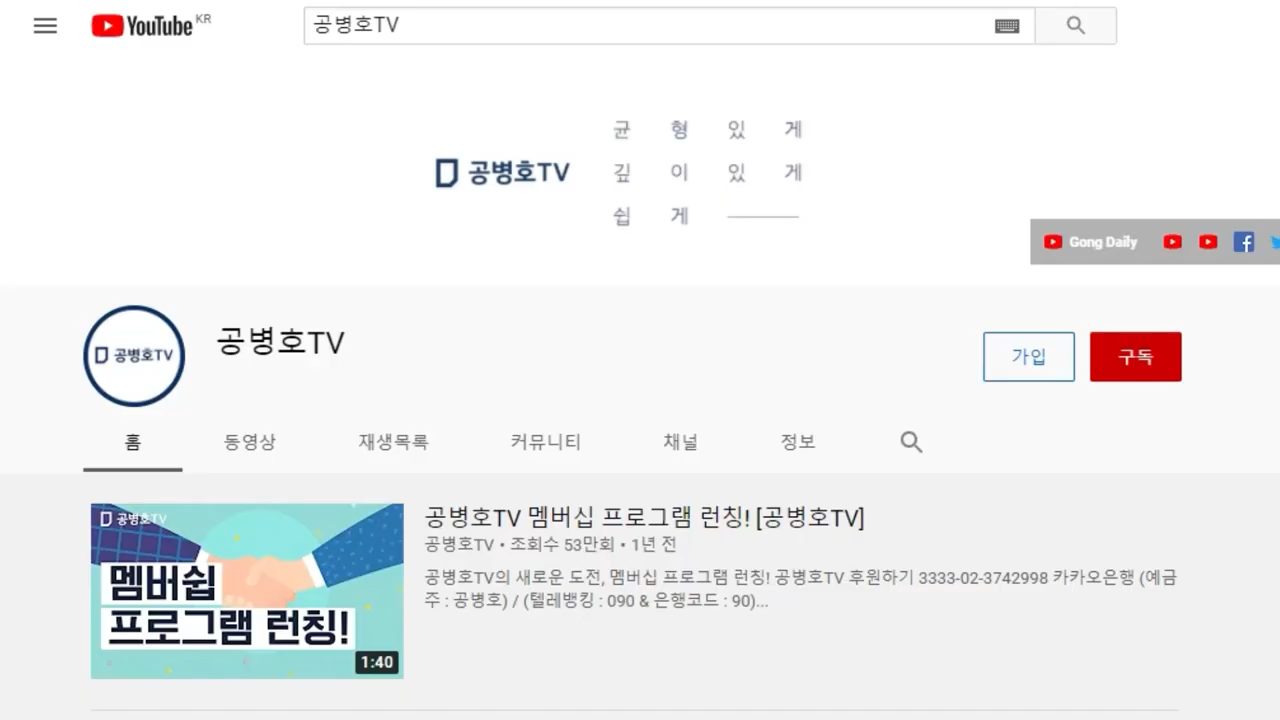 YouTube KR
공병호TV
균 형 있 게
공병호TV
깊 이 있 게
쉽 게
Gong Daily
공병호TV
공병호TV
가입
구독
홈
동영상
재생목록
커뮤니티
채널
정보
공병호TV
멤버쉽
프로그램 런칭!
1:40
공병호TV 멤버십 프로그램 런칭! [공병호TV]
공병호TV • 조회수 53만회 • 1년 전
공병호TV의 새로운 도전, 멤버십 프로그램 런칭! 공병호TV 후원하기 3333-02-3742998 카카오은행 (예금
주 : 공병호) / (텔레뱅킹 : 090 & 은행코드 : 90)...